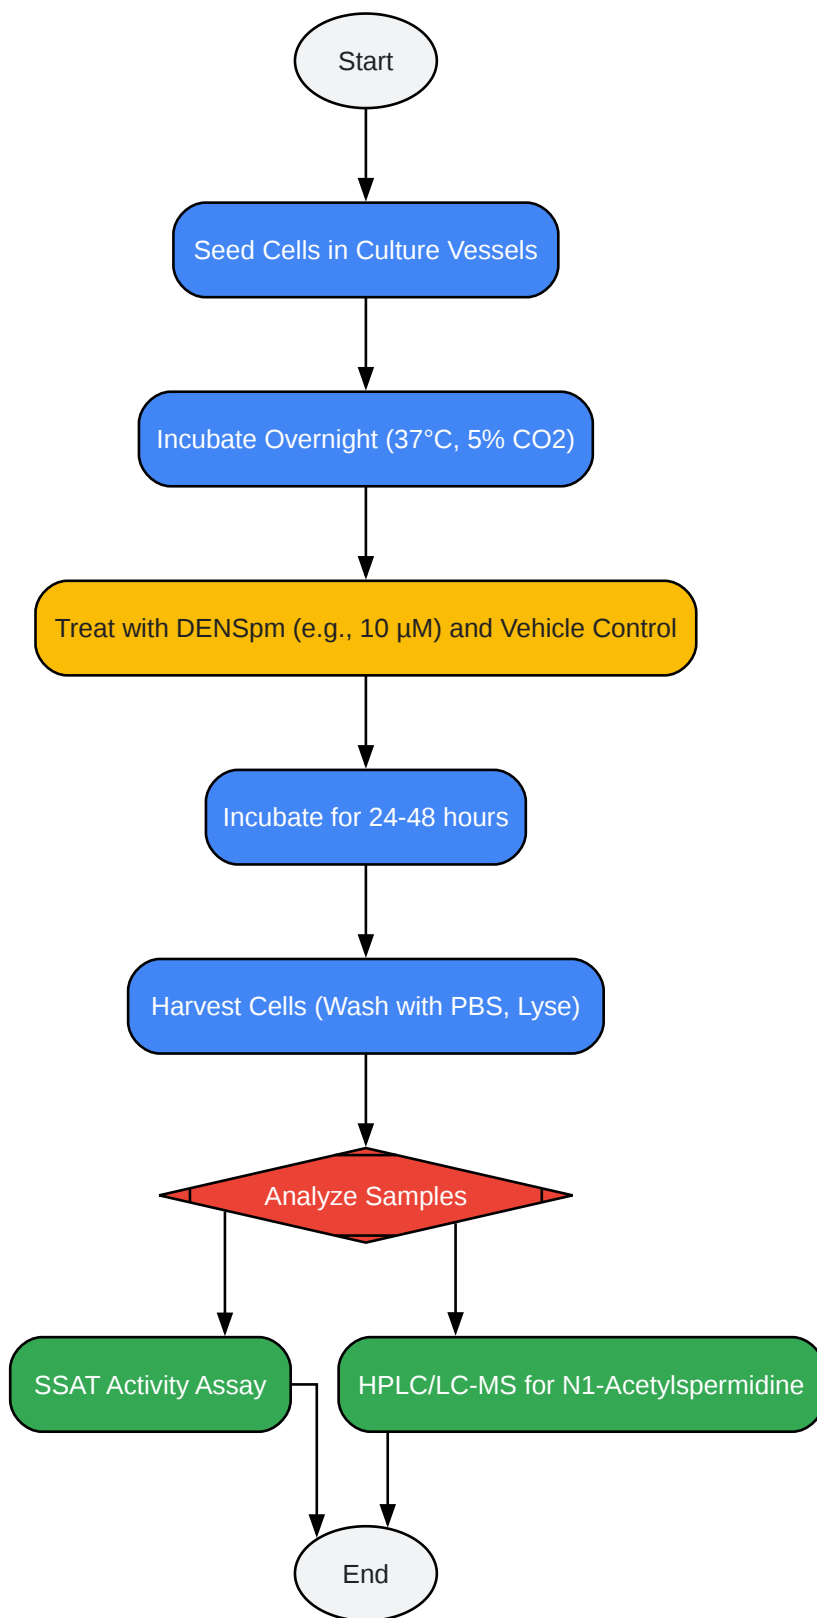 Start
Seed Cells in Culture Vessels
Incubate Overnight (37°C, 5% CO2)
Treat with DENSpm (e.g., 10 µM) and Vehicle Control
Incubate for 24-48 hours
Harvest Cells (Wash with PBS, Lyse)
Analyze Samples
SSAT Activity Assay
HPLC/LC-MS for N1-Acetylspermidine
End